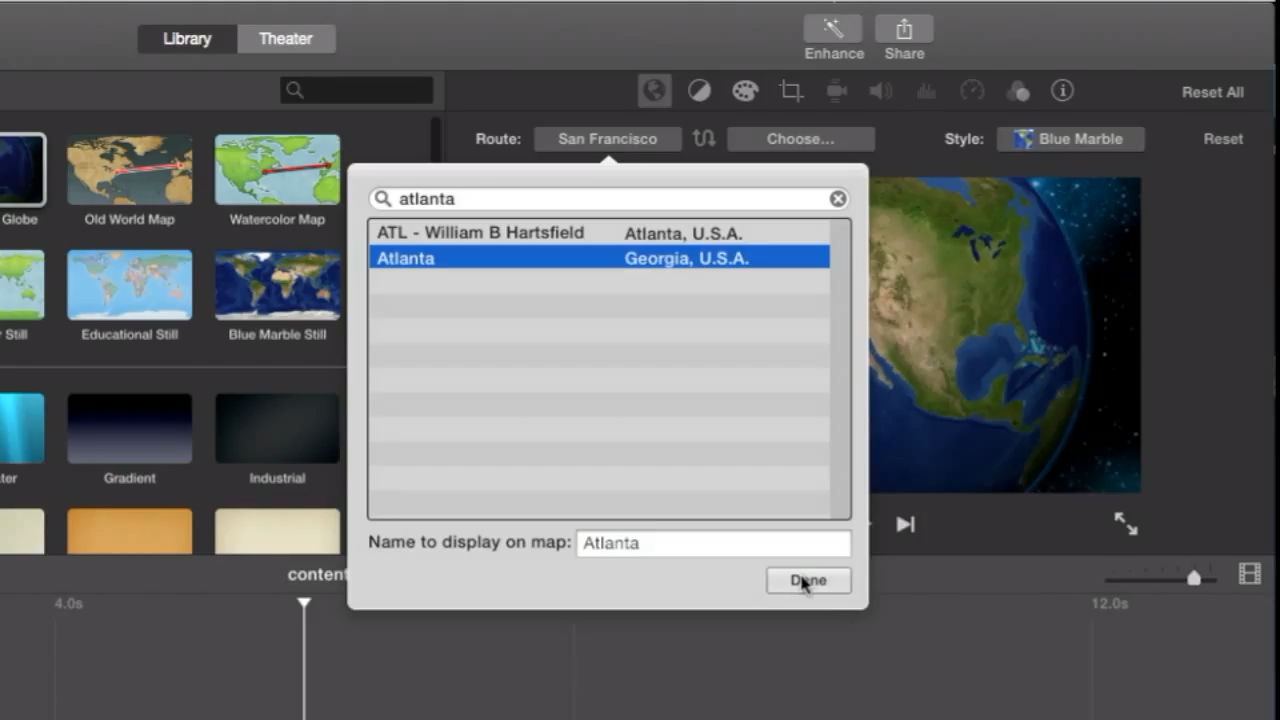 Library Theater
Enhance Share
Reset All
Route: San Francisco Choose... Style: Blue Marble Reset
atlanta
Globe Old World Map Watercolor Map
ATL - William B Hartsfield Atlanta, U.S.A.
Atlanta Georgia, U.S.A.
Still Educational Still Blue Marble Still
ter Gradient Industrial
Name to display on map: Atlanta
Done
content
4.0s 12.0s